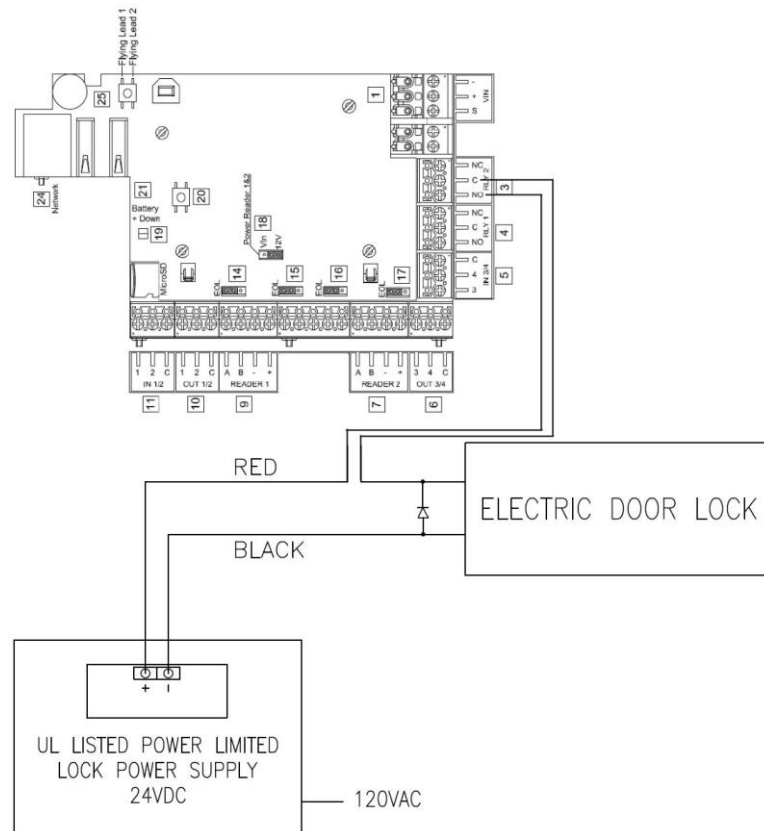 Flying Lead 1
Flying Lead 2
25
1
-
+
S
VIN
24
Network
21
Battery
+ Down
19
20
Power Reader 1&2
18
Vin
12V
NC
C
NO
RLY 2
3
NC
C
NO
RLY 1
4
C
4
3
IN 3/4
5
MicroSD
EOL
14
EOL
15
EOL
16
EOL
17
1 2 C
IN 1/2
1 2 C
OUT 1/2
A B - +
READER 1
A B - +
READER 2
3 4 C
OUT 3/4
11
10
9
7
6
RED
BLACK
ELECTRIC DOOR LOCK
+ -
UL LISTED POWER LIMITED
LOCK POWER SUPPLY
24VDC
120VAC